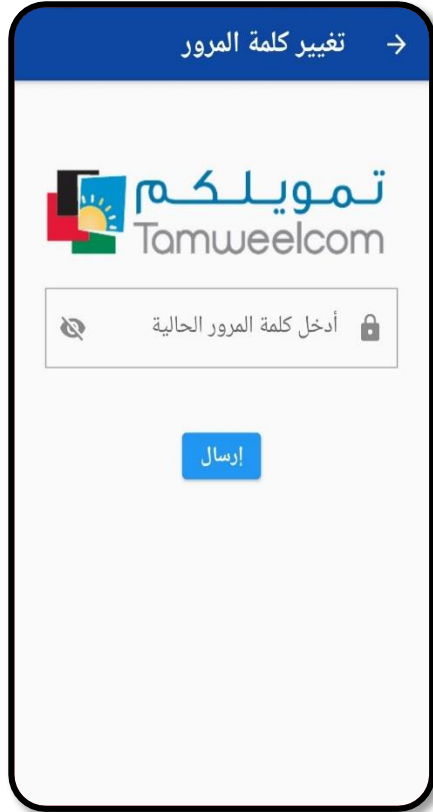 تغيير كلمة المرور
تمويلكم
Tamweelcom
أدخل كلمة المرور الحالية
إرسال